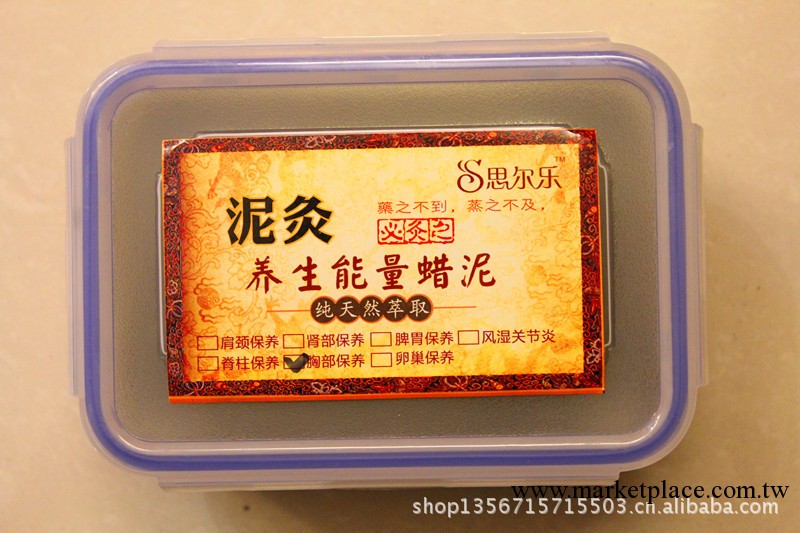 S思尔乐™
泥灸
藥之不到，蒸之不及，
必灸之
养生能量蜡泥
纯天然萃取
肩颈保养 肾部保养 脾胃保养 风湿关节炎
脊柱保养 胸部保养 卵巢保养
www.marketplace.com.tw
shop1356715715503.cn.alibaba.com